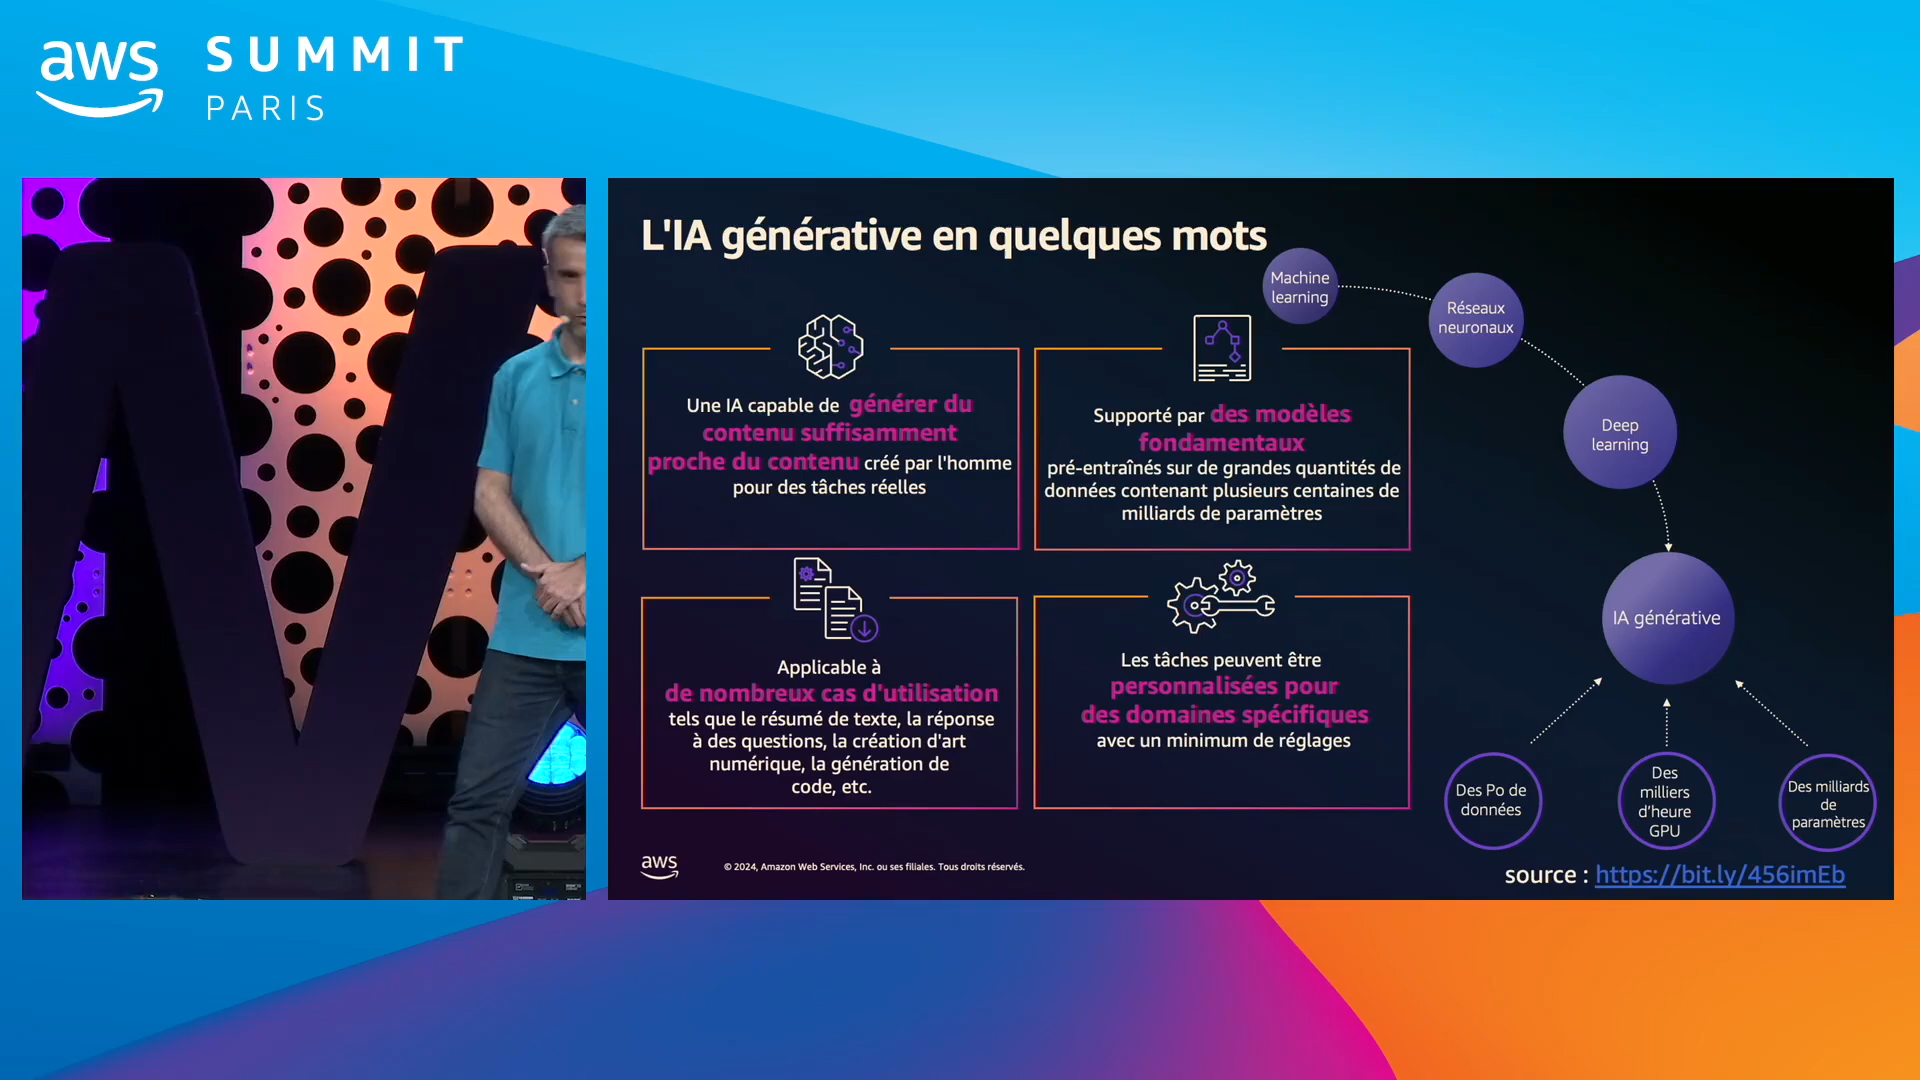 aws
SUMMIT
PARIS
L'IA générative en quelques mots
Machine
learning
Réseaux
neuronaux
Deep
learning
IA générative
Une IA capable de générer du
contenu suffisamment
proche du contenu créé par l'homme
pour des tâches réelles
Supporté par des modèles
fondamentaux
pré-entraînés sur de grandes quantités de
données contenant plusieurs centaines de
milliards de paramètres
Applicable à
de nombreux cas d'utilisation
tels que le résumé de texte, la réponse
à des questions, la création d'art
numérique, la génération de
code, etc.
Les tâches peuvent être
personnalisées pour
des domaines spécifiques
avec un minimum de réglages
Des Po de
données
Des
milliers
d'heure
GPU
Des milliards
de
paramètres
aws
© 2024, Amazon Web Services, Inc. ou ses filiales. Tous droits réservés.
source : https://bit.ly/456imEb